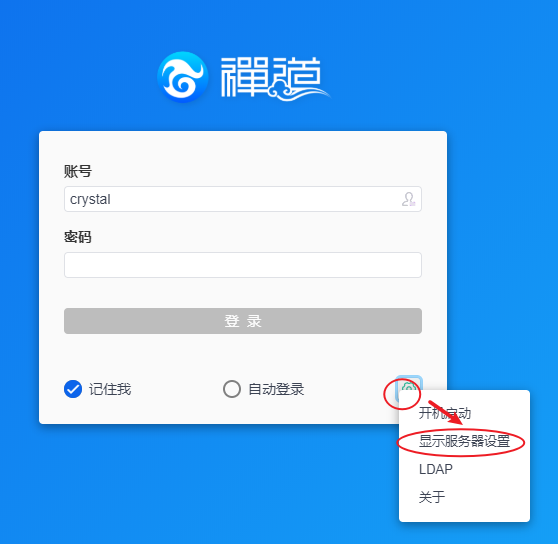 禪道
账号
crystal
密码
登 录
记住我
自动登录
开机启动
显示服务器设置
LDAP
关于